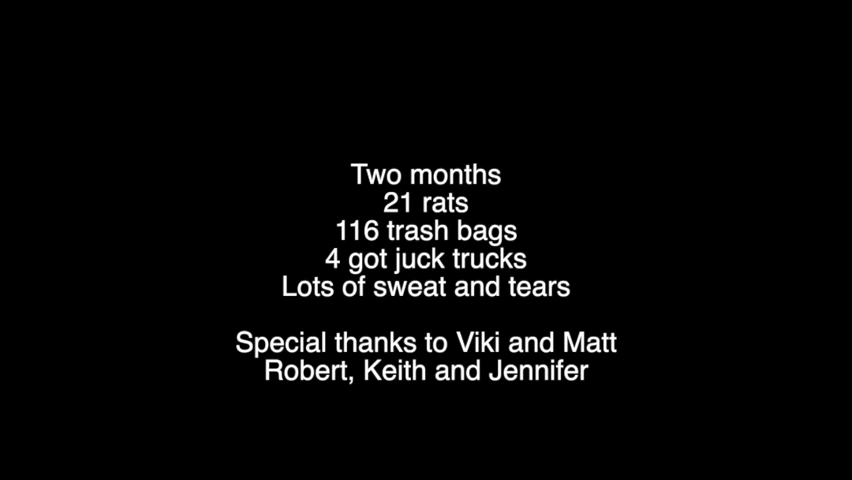 Two months
21 rats
116 trash bags
4 got juck trucks
Lots of sweat and tears
Special thanks to Viki and Matt
Robert, Keith and Jennifer